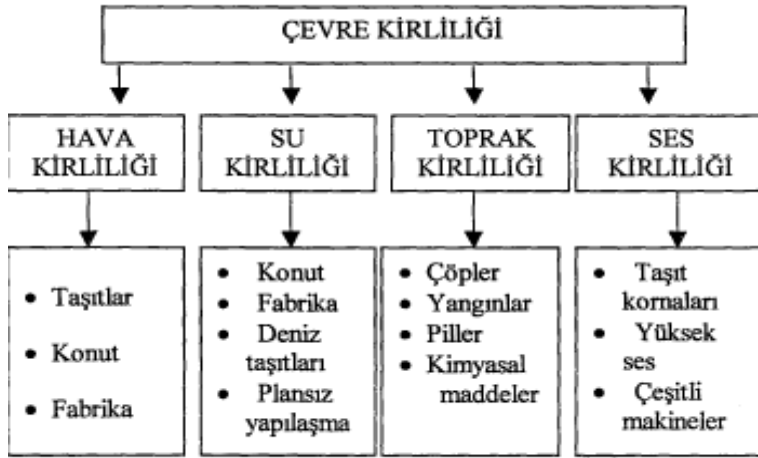 ÇEVRE KİRLİLİĞİ
HAVA
KİRLİLİĞİ
SU
KİRLİLİĞİ
TOPRAK
KİRLİLİĞİ
SES
KİRLİLİĞİ
• Taşıtlar
• Konut
• Fabrika
• Konut
• Fabrika
• Deniz
taşıtları
• Plansız
yapılaşma
• Çöpler
• Yangınlar
• Piller
• Kimyasal
maddeler
• Taşıt
kornaları
• Yüksek
ses
• Çeşitli
makineler